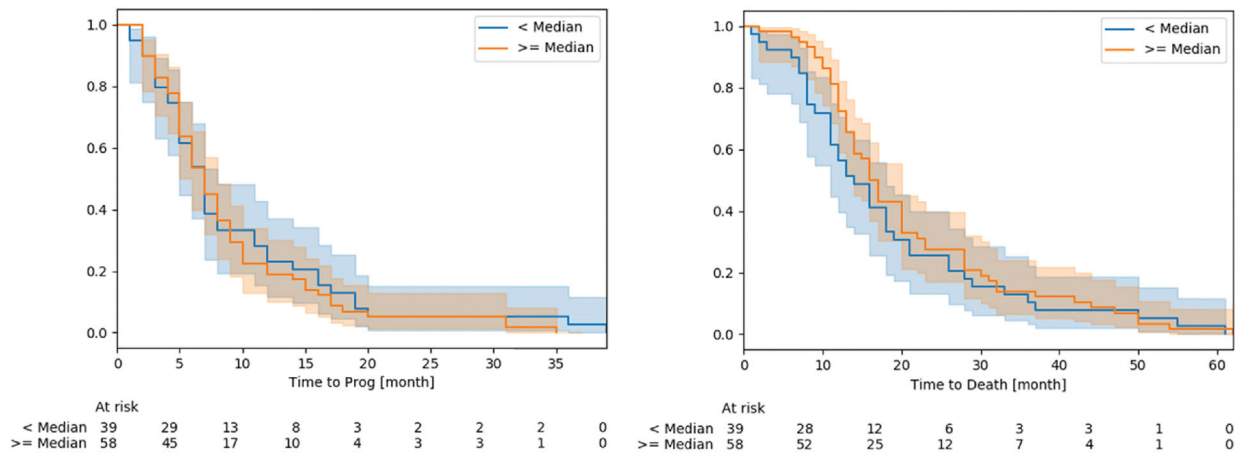 1.0
0.8
0.6
0.4
0.2
0.0
< Median
>= Median
0 5 10 15 20 25 30 35
Time to Prog [month]
At risk
< Median 39 29 13 8 3 2 2 2 0
>= Median 58 45 17 10 4 3 3 1 0
1.0
0.8
0.6
0.4
0.2
0.0
< Median
>= Median
0 10 20 30 40 50 60
Time to Death [month]
At risk
< Median 39 28 12 6 3 3 1 0
>= Median 58 52 25 12 7 4 1 0